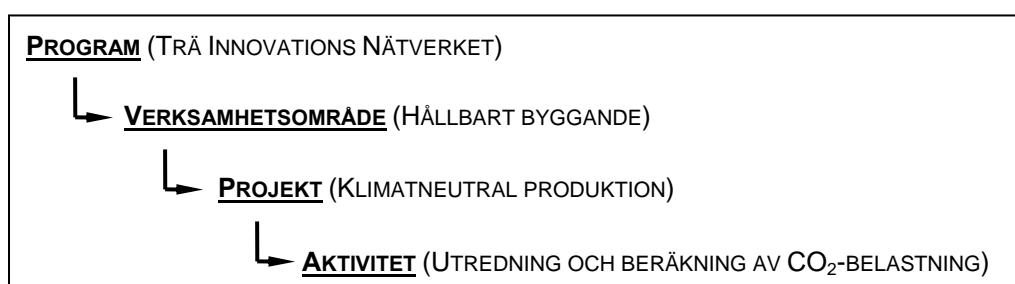 PROGRAM (TRÄ INNOVATIONS NÄTVERKET)
VERKSAMHETSOMRÅDE (HÅLLBART BYGGANDE)
PROJEKT (KLIMATNEUTRAL PRODUKTION)
AKTIVITET (UTREDNING OCH BERÄKNING AV CO₂-BELASTNING)